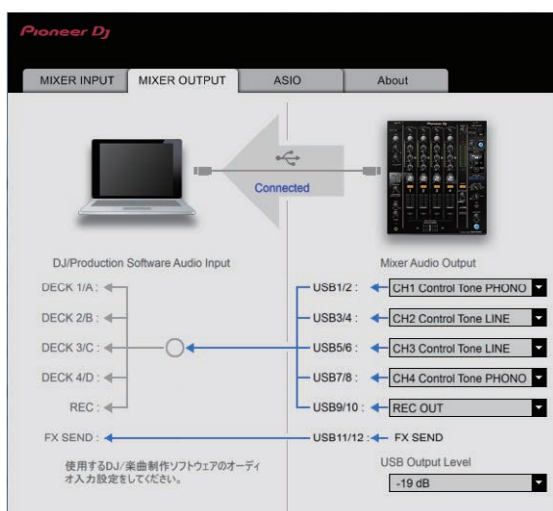 Pioneer Dj
MIXER INPUT
MIXER OUTPUT
ASIO
About
Connected
Pioneer Dj
DJ/Production Software Audio Input
Mixer Audio Output
DECK 1/A :
USB1/2 :
CH1 Control Tone PHONO
DECK 2/B :
USB3/4 :
CH2 Control Tone LINE
DECK 3/C :
USB5/6 :
CH3 Control Tone LINE
DECK 4/D :
USB7/8 :
CH4 Control Tone PHONO
REC :
USB9/10 :
REC OUT
FX SEND :
USB11/12 :
FX SEND
使用するDJ/楽曲制作ソフトウェアのオーディ
オ入力設定をしてください。
USB Output Level
-19 dB